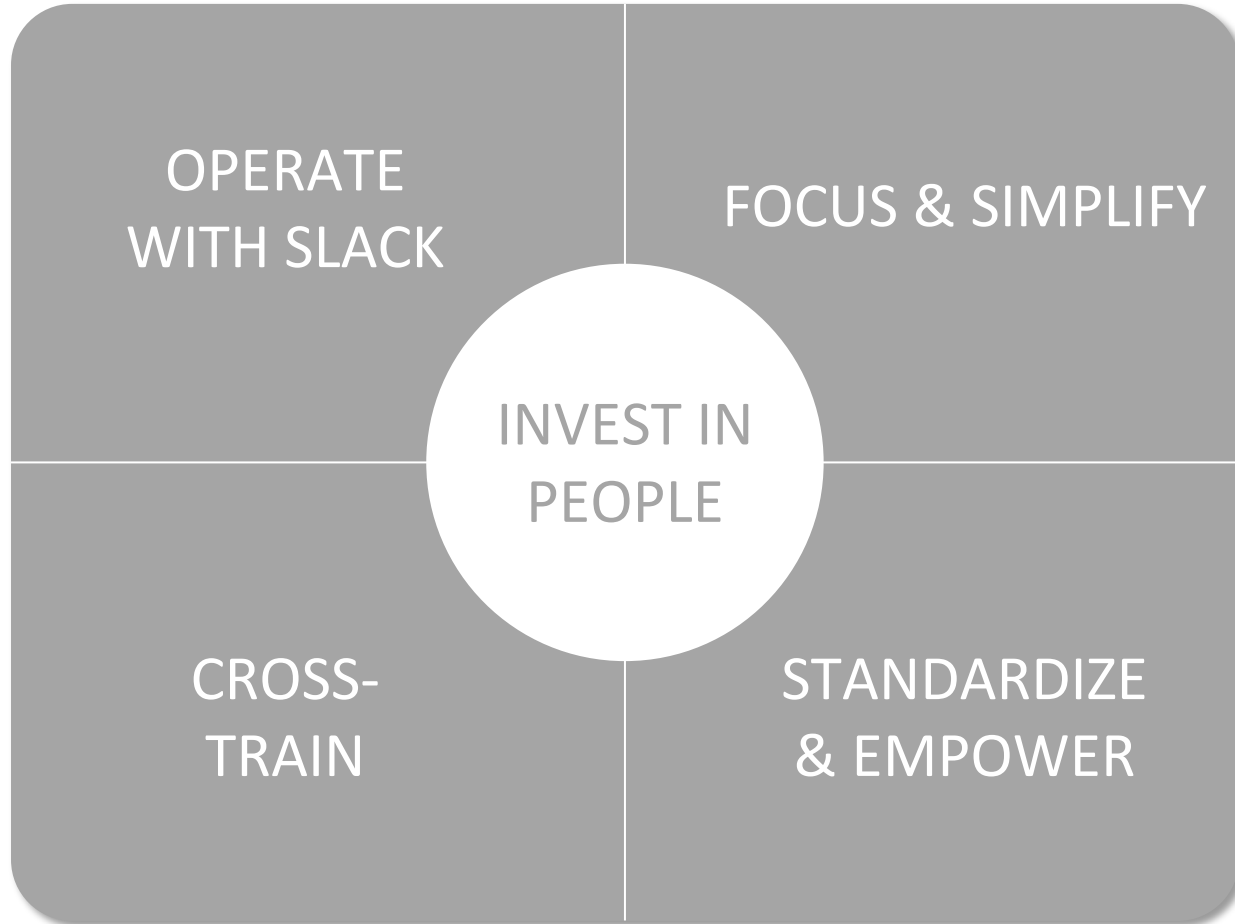 OPERATE
WITH SLACK
FOCUS & SIMPLIFY
INVEST IN
PEOPLE
CROSS-
TRAIN
STANDARDIZE
& EMPOWER